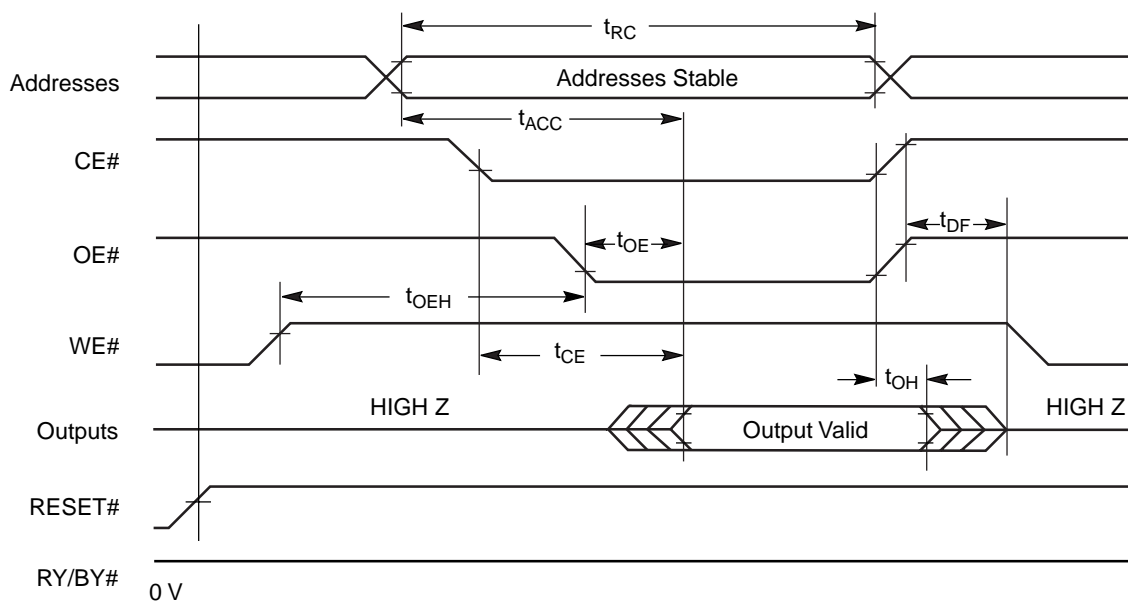 tRC
Addresses
Addresses Stable
tACC
CE#
tDF
OE#
tOE
tOEH
WE#
tCE
tOH
HIGH Z
HIGH Z
Outputs
Output Valid
RESET#
RY/BY#
0 V